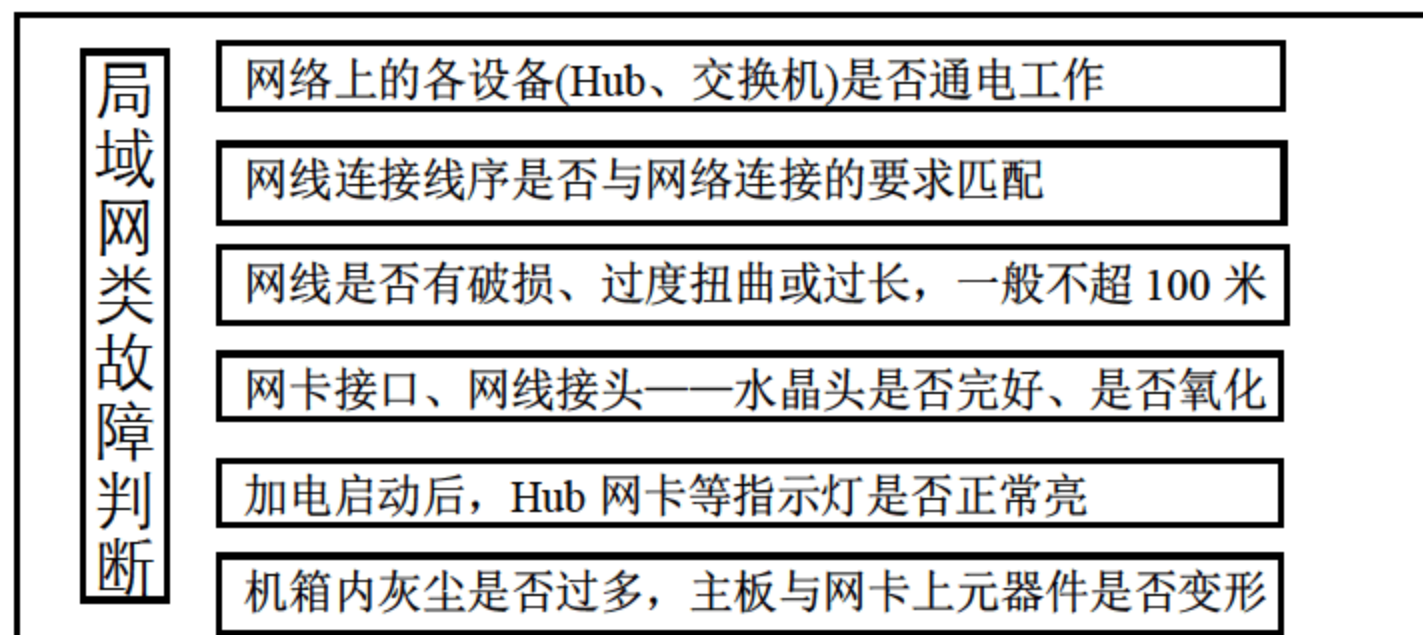 局域网类故障判断
网络上的各设备(Hub、交换机)是否通电工作
网线连接线序是否与网络连接的要求匹配
网线是否有破损、过度扭曲或过长，一般不超 100 米
网卡接口、网线接头——水晶头是否完好、是否氧化
加电启动后，Hub 网卡等指示灯是否正常亮
机箱内灰尘是否过多，主板与网卡上元器件是否变形